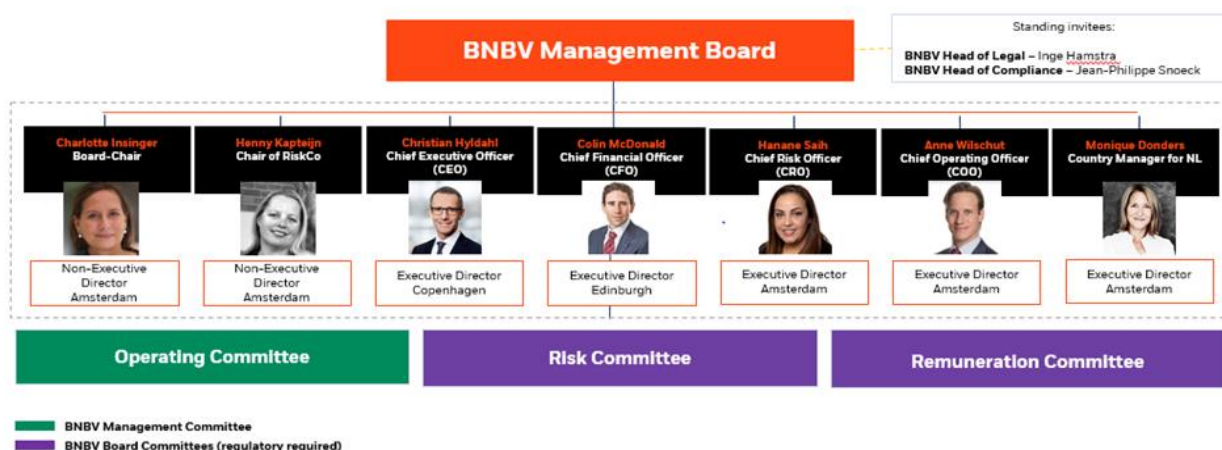 BNBV Management Board
Standing invitees:
BNBV Head of Legal – Inge Hamstra
BNBV Head of Compliance – Jean-Philippe Snoeck
Charlotte Insinger
Board-Chair
Non-Executive
Director
Amsterdam
Henny Kapteijn
Chair of RiskCo
Non-Executive
Director
Amsterdam
Christian Hyldahl
Chief Executive Officer
(CEO)
Executive Director
Copenhagen
Colin McDonald
Chief Financial Officer
(CFO)
Executive Director
Edinburgh
Hanane Saih
Chief Risk Officer
(CRO)
Executive Director
Amsterdam
Anne Wilschut
Chief Operating Officer
(COO)
Executive Director
Amsterdam
Monique Donders
Country Manager for NL
Executive Director
Amsterdam
Operating Committee
Risk Committee
Remuneration Committee
BNBV Management Committee
BNBV Board Committees (regulatory required)